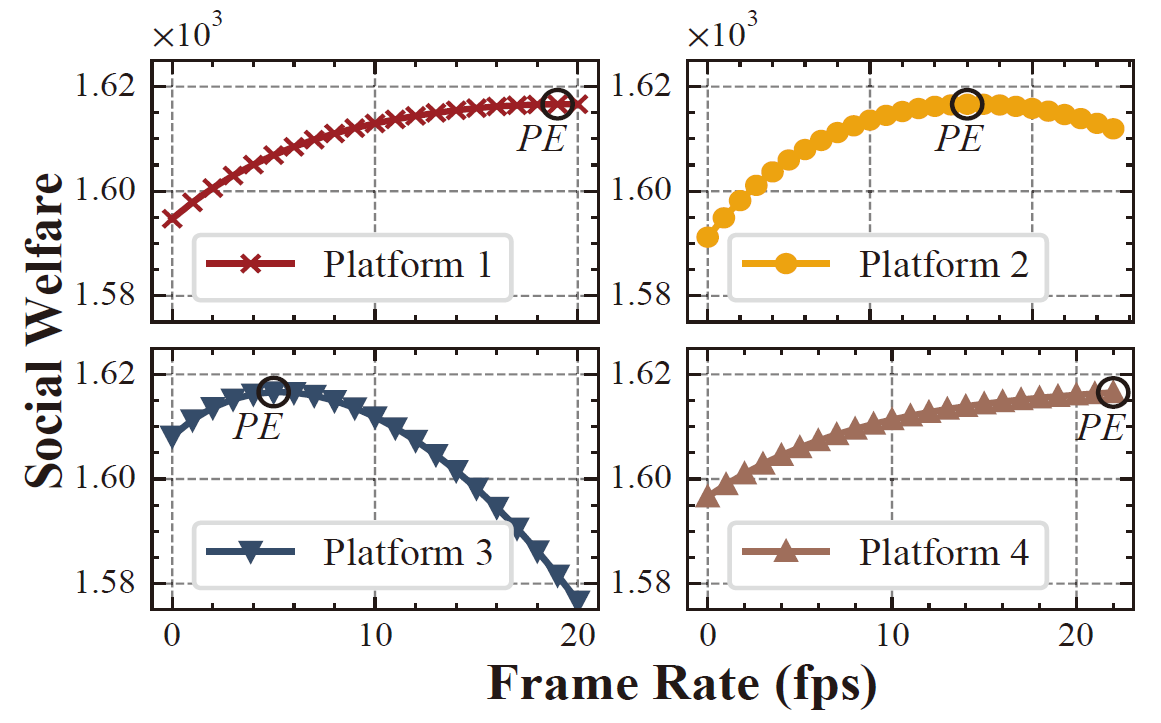 ×10³ ×10³
1.62 1.62
PE PE
1.60 1.60
Platform 1 Platform 2
1.58 1.58
Social Welfare
1.62 1.62
PE PE
1.60 1.60
Platform 3 Platform 4
1.58 1.58
0 10 20 0 10 20
Frame Rate (fps)